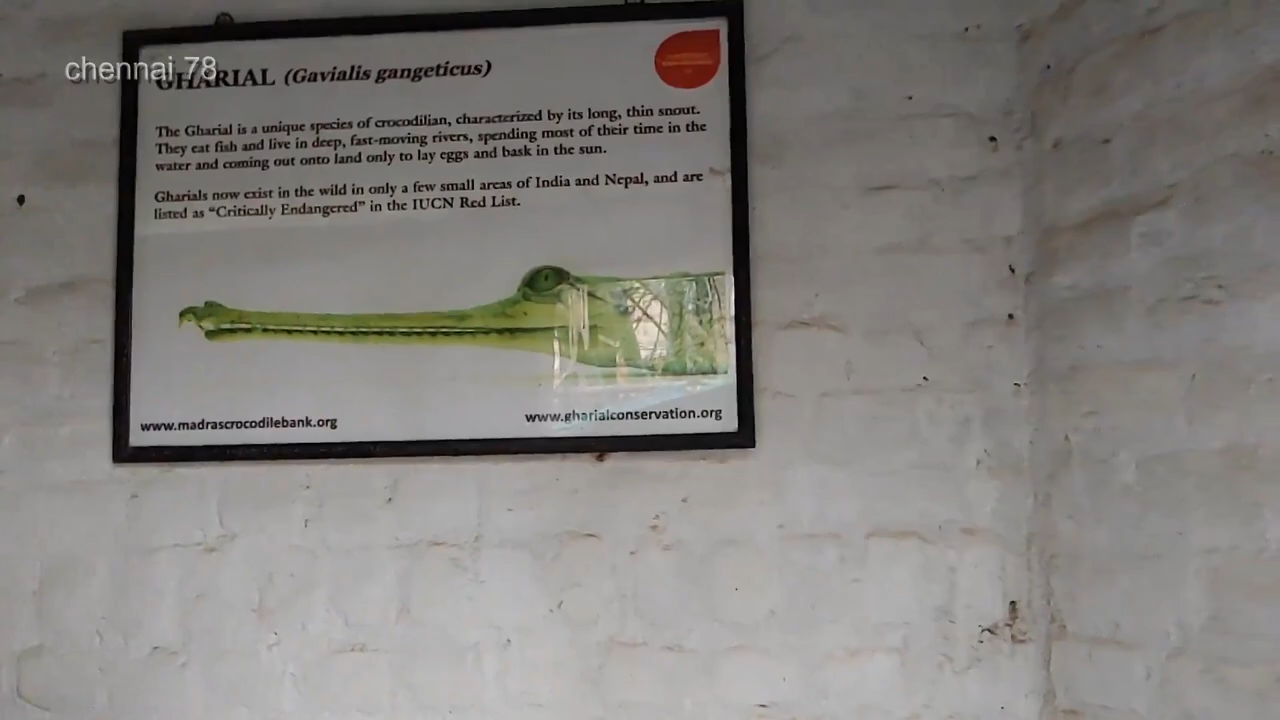 chennai 78
GHARIAL (Gavialis gangeticus)
The Gharial is a unique species of crocodilian, characterized by its long, thin snout.
They eat fish and live in deep, fast-moving rivers, spending most of their time in the
water and coming out onto land only to lay eggs and bask in the sun.
Gharials now exist in the wild in only a few small areas of India and Nepal, and are
listed as “Critically Endangered” in the IUCN Red List.
www.madrascrocodilebank.org
www.gharialconservation.org